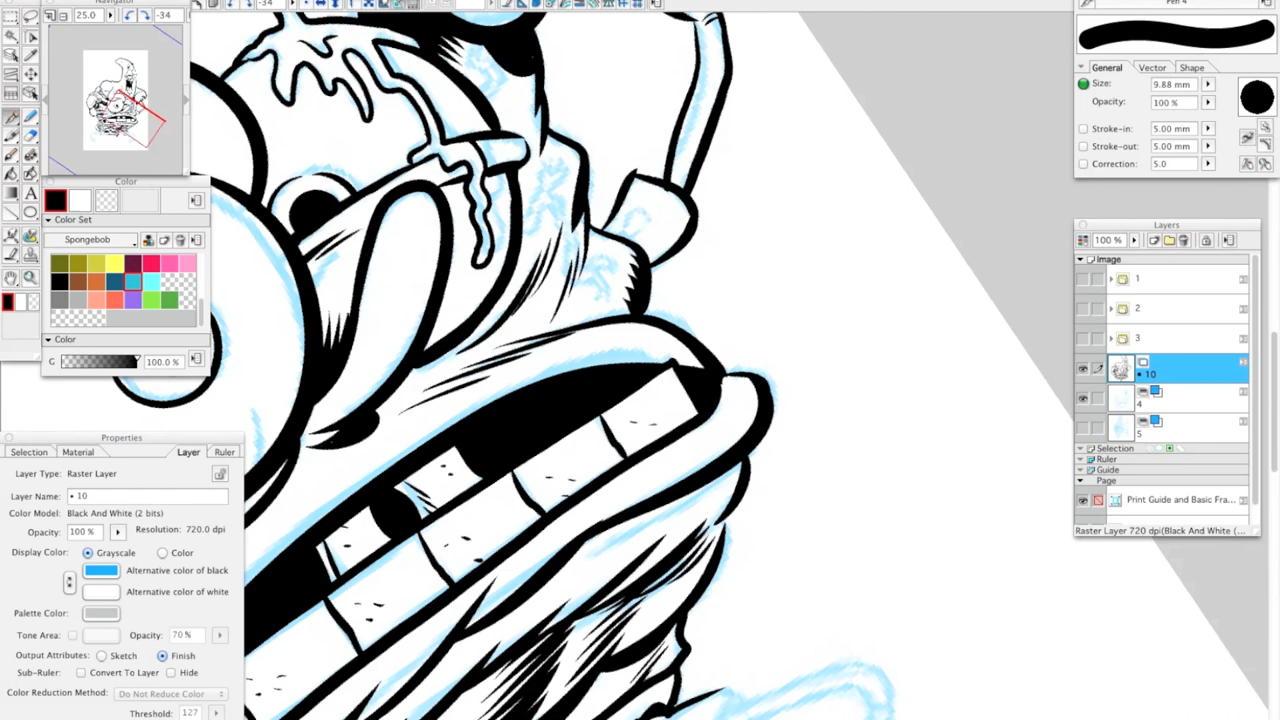 Navigator
25.0
-34
-34
Color
Color Set
Spongebob
Color
G
100.0 %
Properties
Selection
Material
Layer
Ruler
Layer Type:
Raster Layer
Layer Name:
• 10
Color Model:
Black And White (2 bits)
Opacity:
100 %
Resolution: 720.0 dpi
Display Color:
Grayscale
Color
Alternative color of black
Alternative color of white
Palette Color:
Tone Area:
Opacity:
70 %
Output Attributes:
Sketch
Finish
Sub-Ruler:
Convert To Layer
Hide
Color Reduction Method:
Do Not Reduce Color
Threshold:
127
Pen 4
General
Vector
Shape
Size:
9.88 mm
Opacity:
100 %
Stroke-in:
5.00 mm
Stroke-out:
5.00 mm
Correction:
5.0
Layers
100 %
Image
1
2
3
• 10
4
5
Selection
Ruler
Guide
Page
Print Guide and Basic Fra...
Raster Layer 720 dpi(Black And White (...